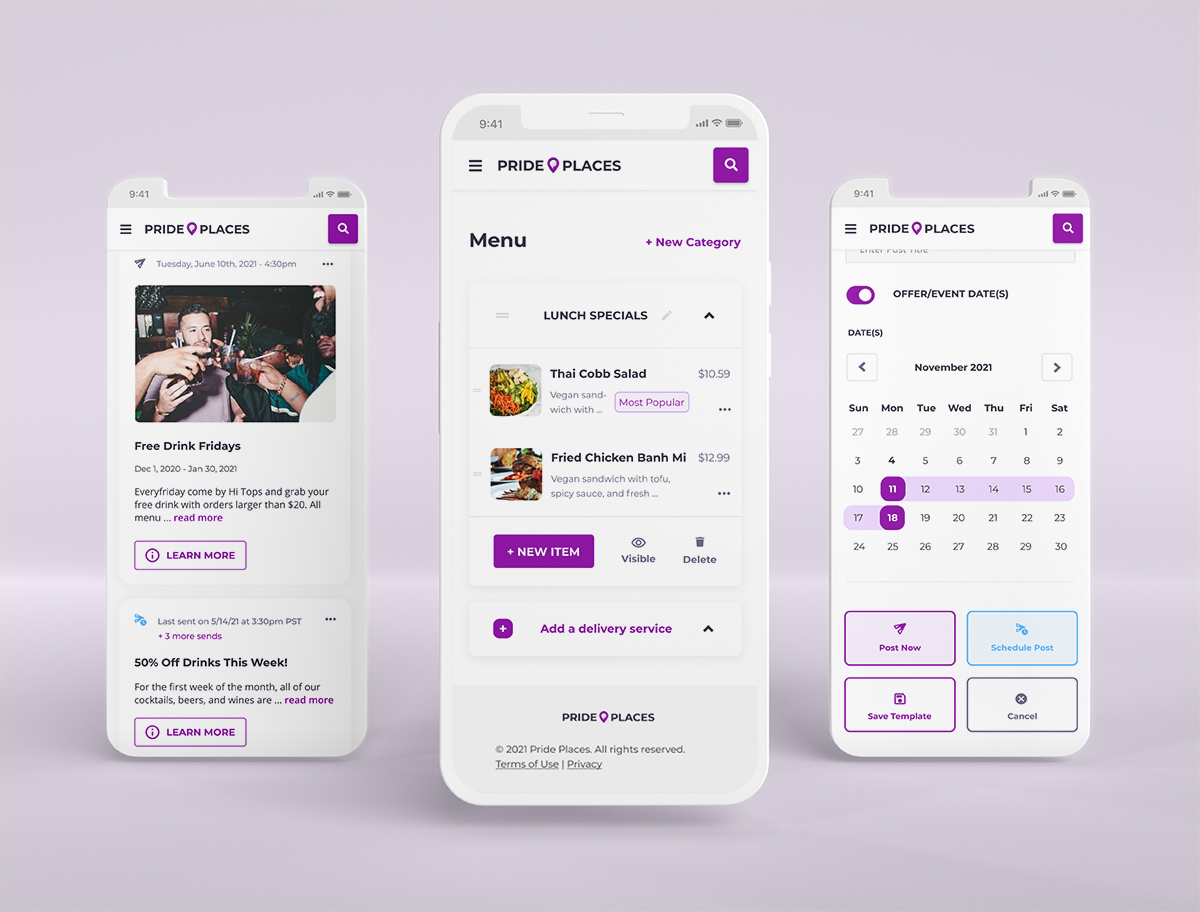 9:41
PRIDE PLACES
Tuesday, June 10th, 2021 - 4:30pm
Free Drink Fridays
Dec 1, 2020 - Jan 30, 2021
Everyfriday come by Hi Tops and grab your
free drink with orders larger than $20. All
menu ... read more
LEARN MORE
Last sent on 5/14/21 at 3:30pm PST
+ 3 more sends
50% Off Drinks This Week!
For the first week of the month, all of our
cocktails, beers, and wines are ... read more
LEARN MORE
9:41
PRIDE PLACES
Menu
+ New Category
LUNCH SPECIALS
Thai Cobb Salad $10.59
Vegan sand-
wich with ...
Most Popular
Fried Chicken Banh Mi $12.99
Vegan sandwich with tofu,
spicy sauce, and fresh ...
+ NEW ITEM
Visible
Delete
+ Add a delivery service
PRIDE PLACES
© 2021 Pride Places. All rights reserved.
Terms of Use | Privacy
9:41
PRIDE PLACES
Enter Post Title
OFFER/EVENT DATE(S)
DATE(S)
November 2021
Sun Mon Tue Wed Thu Fri Sat
27 28 29 30 31 1 2
3 4 5 6 7 8 9
10 11 12 13 14 15 16
17 18 19 20 21 22 23
24 25 26 27 28 29 30
Post Now
Schedule Post
Save Template
Cancel